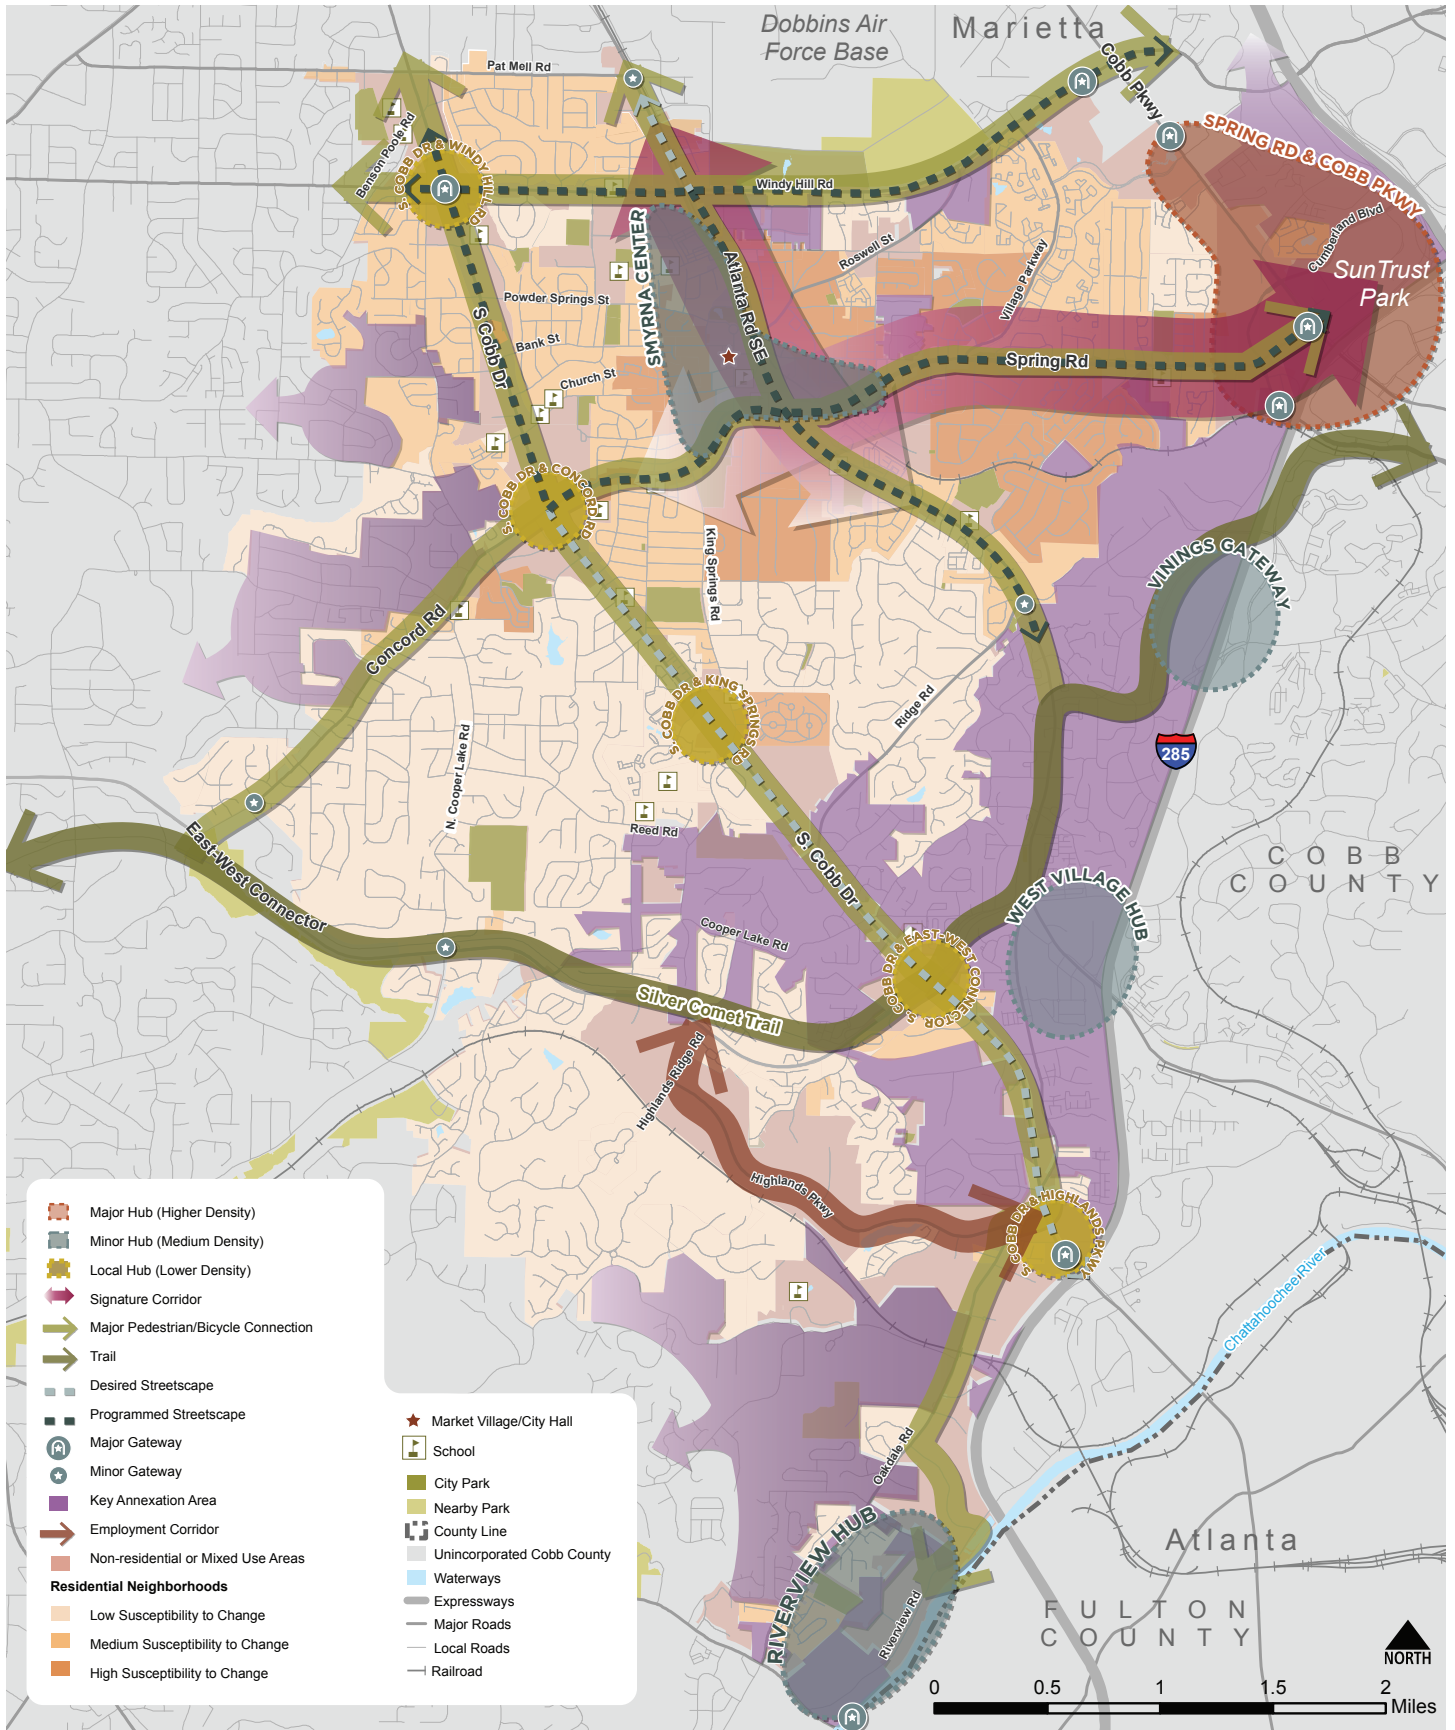 Dobbins Air
Force Base
Marietta
Cobb Pkwy
Pat Mell Rd
Benson Poole Rd
S. COBB DR & WINDY HILL RD
SPRING RD & COBB PKWY
Windy Hill Rd
Cumberland Blvd
SunTrust
Park
Roswell St
Village Parkway
SMYRNA CENTER
Atlanta Rd SE
Powder Springs St
S Cobb Dr
Bank St
Church St
Spring Rd
S. COBB DR & CONCORD RD
King Springs Rd
VININGS GATEWAY
Concord Rd
Ridge Rd
S. COBB DR & KING SPRINGS RD
285
N. Cooper Lake Rd
Reed Rd
East-West Connector
S. Cobb Dr
COBB
COUNTY
WEST VILLAGE HUB
Cooper Lake Rd
S. COBB DR & EAST-WEST CONNECTOR
Silver Comet Trail
Highlands Ridge Rd
Highlands Pkwy
S. COBB DR & HIGHLANDS PKWY
Chattahoochee River
Oakdale Rd
RIVERVIEW HUB
Riverview Rd
Atlanta
FULTON
COUNTY
NORTH
0 0.5 1 1.5 2
Miles
Major Hub (Higher Density)
Minor Hub (Medium Density)
Local Hub (Lower Density)
Signature Corridor
Major Pedestrian/Bicycle Connection
Trail
Desired Streetscape
Programmed Streetscape
Major Gateway
Minor Gateway
Key Annexation Area
Employment Corridor
Non-residential or Mixed Use Areas
Residential Neighborhoods
Low Susceptibility to Change
Medium Susceptibility to Change
High Susceptibility to Change
Market Village/City Hall
School
City Park
Nearby Park
County Line
Unincorporated Cobb County
Waterways
Expressways
Major Roads
Local Roads
Railroad